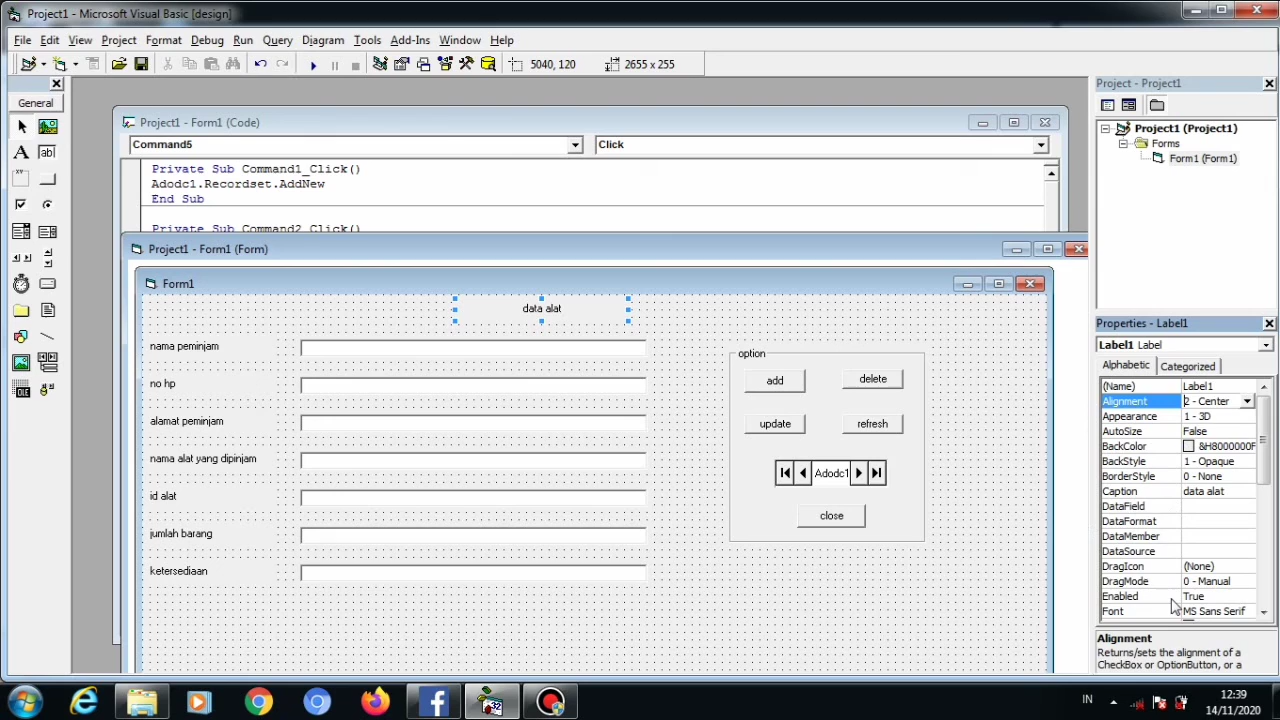 Project1 - Microsoft Visual Basic [design]
File Edit View Project Format Debug Run Query Diagram Tools Add-Ins Window Help
5040, 120 2655 x 255
General
A ab
OLE
Project1 - Form1 (Code)
Command5 Click
Private Sub Command1_Click()
Adodc1.Recordset.AddNew
End Sub
Private Sub Command2_Click()
Project1 - Form1 (Form)
Form1
data alat
nama peminjam
no hp
alamat peminjam
nama alat yang dipinjam
id alat
jumlah barang
ketersediaan
option
add delete
update refresh
Adodc1
close
Project - Project1
Project1 (Project1)
Forms
Form1 (Form1)
Properties - Label1
Label1 Label
Alphabetic Categorized
(Name) Label1
Alignment 2 - Center
Appearance 1 - 3D
AutoSize False
BackColor &H8000000F
BackStyle 1 - Opaque
BorderStyle 0 - None
Caption data alat
DataField
DataFormat
DataMember
DataSource
DragIcon (None)
DragMode 0 - Manual
Enabled True
Font MS Sans Serif
Alignment
Returns/sets the alignment of a
CheckBox or OptionButton, or a
32
IN
12:39
14/11/2020